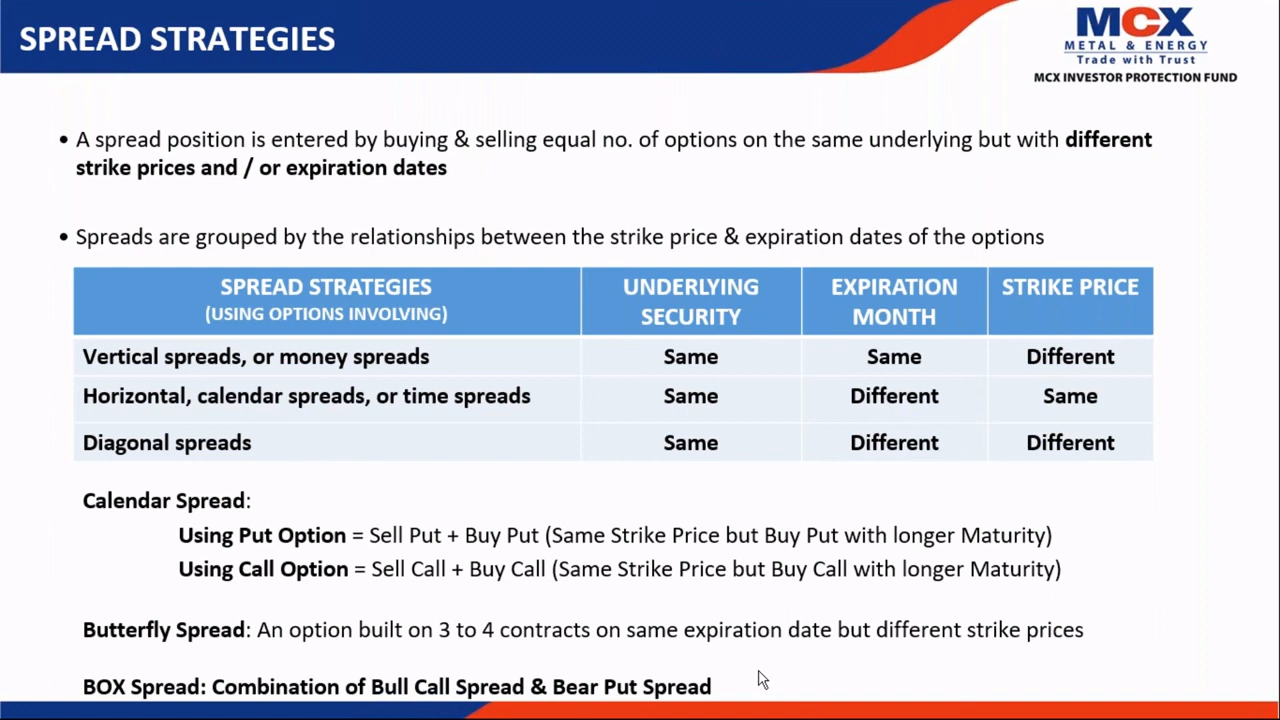 SPREAD STRATEGIES
MCX
METAL & ENERGY
Trade with Trust
MCX INVESTOR PROTECTION FUND
• A spread position is entered by buying & selling equal no. of options on the same underlying but with different
strike prices and / or expiration dates
• Spreads are grouped by the relationships between the strike price & expiration dates of the options
SPREAD STRATEGIES
(USING OPTIONS INVOLVING)
UNDERLYING
SECURITY
EXPIRATION
MONTH
STRIKE PRICE
Vertical spreads, or money spreads Same Same Different
Horizontal, calendar spreads, or time spreads Same Different Same
Diagonal spreads Same Different Different
Calendar Spread:
Using Put Option = Sell Put + Buy Put (Same Strike Price but Buy Put with longer Maturity)
Using Call Option = Sell Call + Buy Call (Same Strike Price but Buy Call with longer Maturity)
Butterfly Spread: An option built on 3 to 4 contracts on same expiration date but different strike prices
BOX Spread: Combination of Bull Call Spread & Bear Put Spread